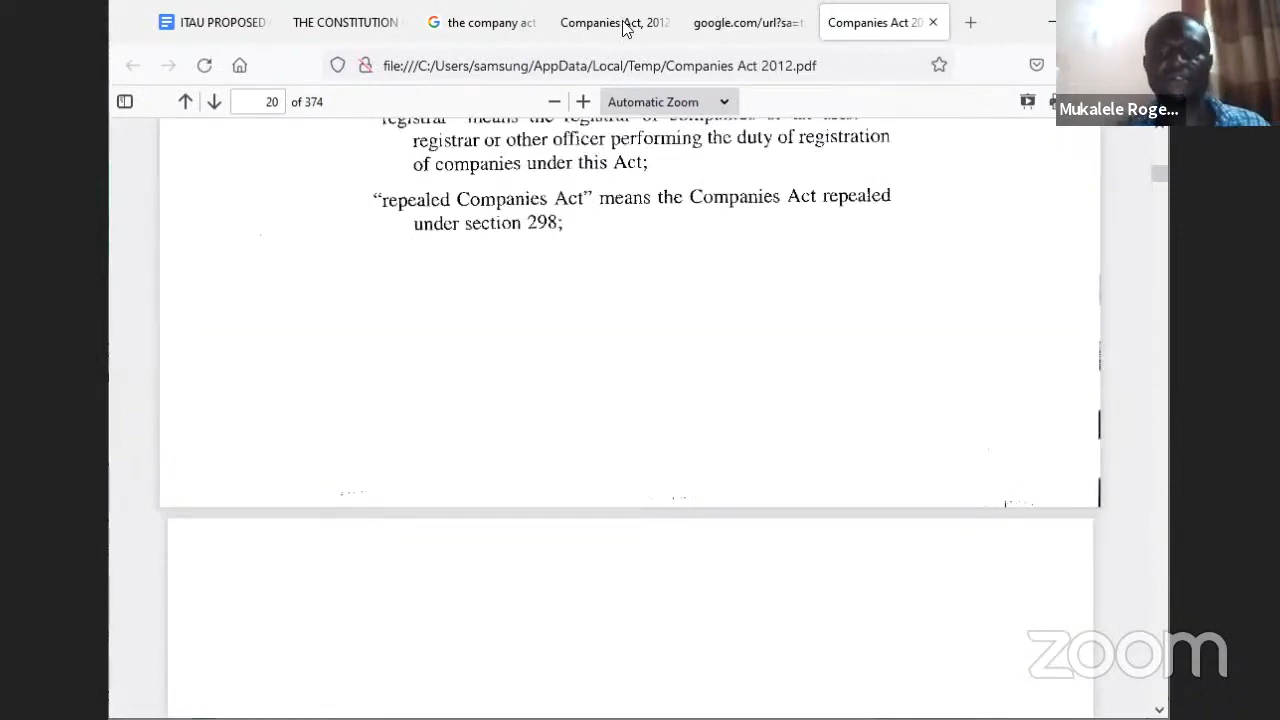 ITAU PROPOSED
THE CONSTITUTION
the company act
Companies Act, 2012
google.com/url?sa=t
Companies Act 20
file:///C:/Users/samsung/AppData/Local/Temp/Companies Act 2012.pdf
Mukalele Roge...
20 of 374
Automatic Zoom
registrar or other officer performing the duty of registration
of companies under this Act;
“repealed Companies Act” means the Companies Act repealed
under section 298;
zoom